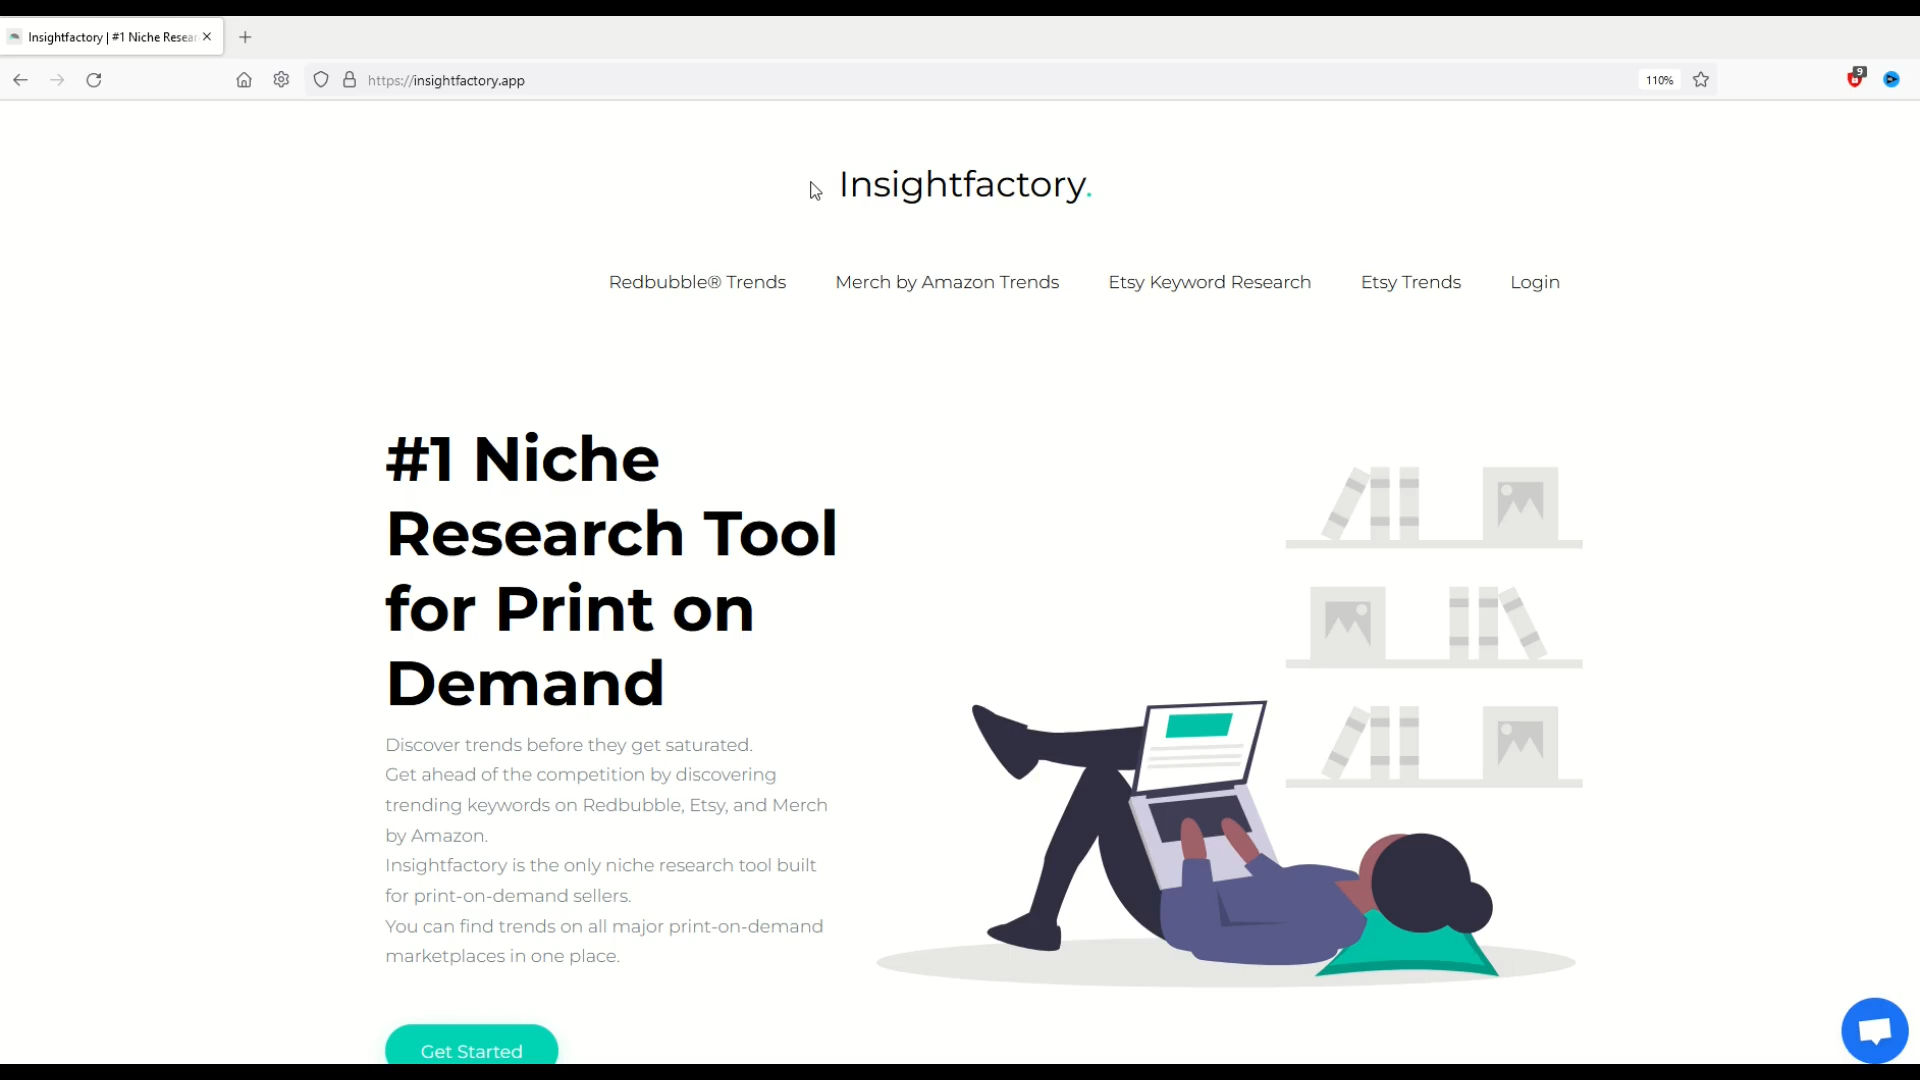 Insightfactory | #1 Niche Resear
https://insightfactory.app
110%
9
Insightfactory.
Redbubble® Trends
Merch by Amazon Trends
Etsy Keyword Research
Etsy Trends
Login
#1 Niche
Research Tool
for Print on
Demand
Discover trends before they get saturated.
Get ahead of the competition by discovering
trending keywords on Redbubble, Etsy, and Merch
by Amazon.
Insightfactory is the only niche research tool built
for print-on-demand sellers.
You can find trends on all major print-on-demand
marketplaces in one place.
Get Started